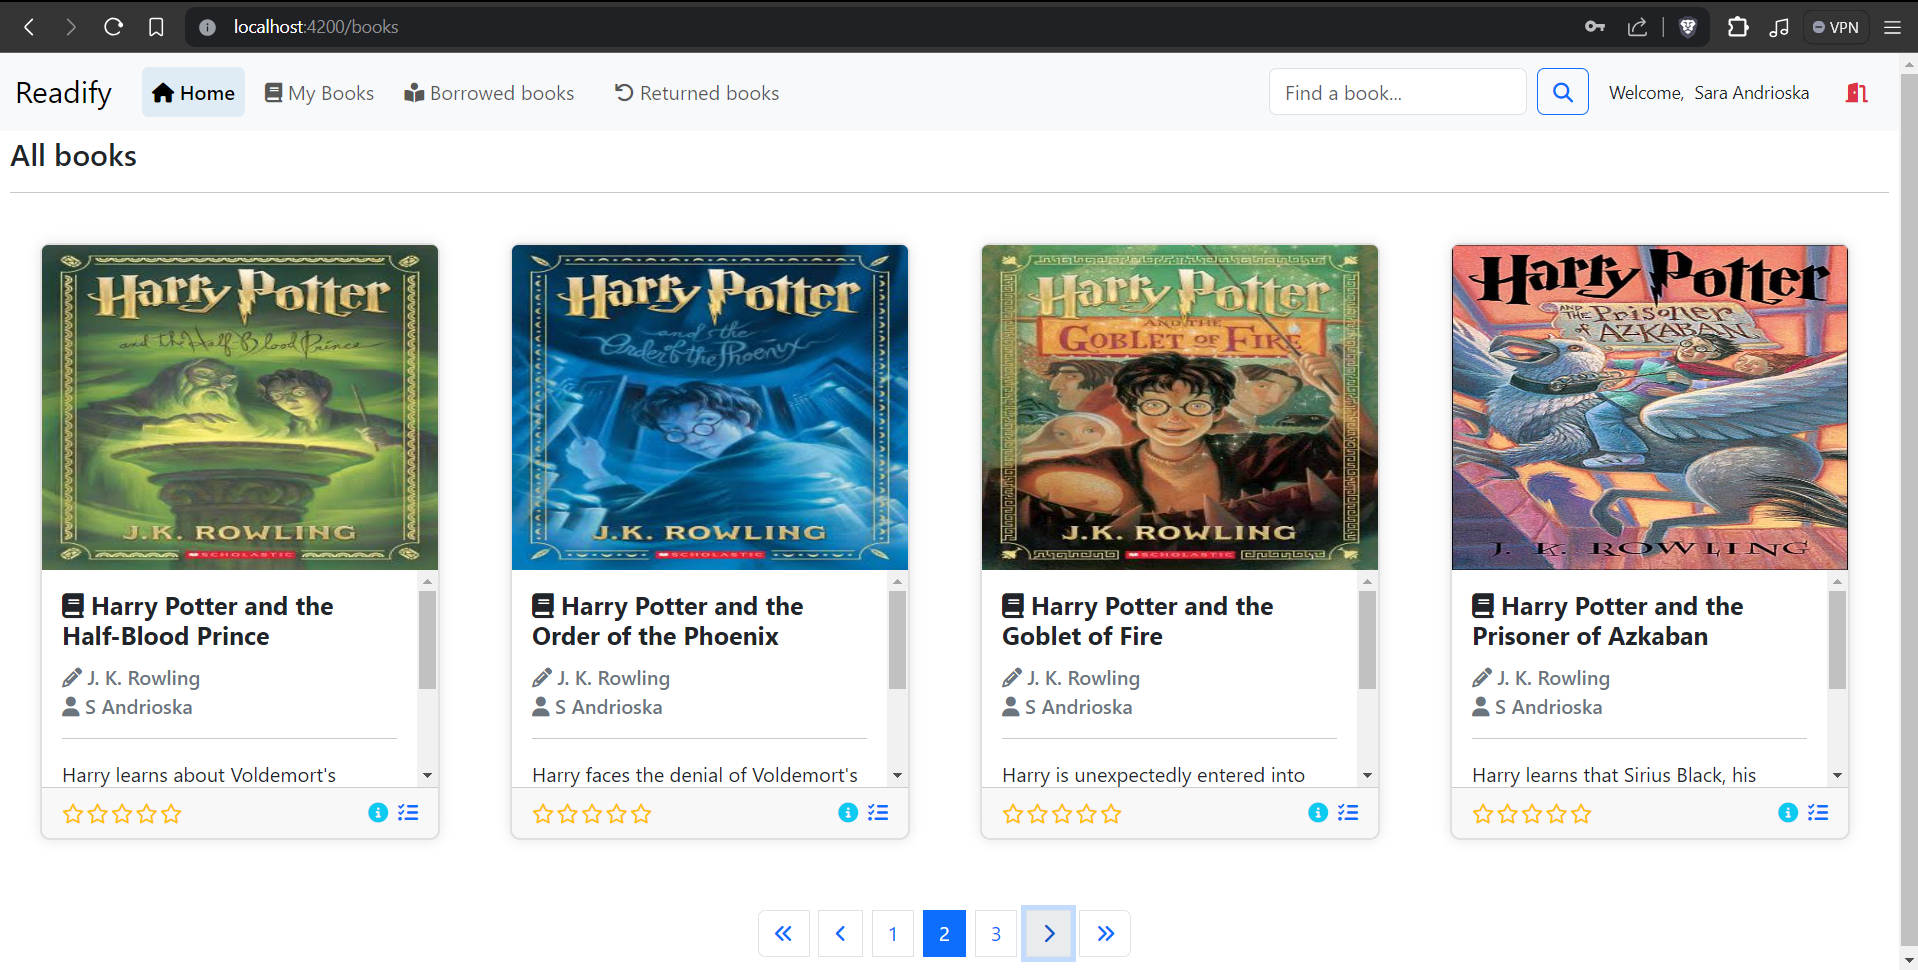 localhost:4200/books
VPN
Readify
Home
My Books
Borrowed books
Returned books
Find a book...
Welcome, Sara Andrioska
All books
Harry Potter
and the Half-Blood Prince
J.K. ROWLING
SCHOLASTIC
Harry Potter and the
Half-Blood Prince
J. K. Rowling
S Andrioska
Harry learns about Voldemort's
Harry Potter
and the
Order of the Phoenix
J.K. ROWLING
SCHOLASTIC
Harry Potter and the
Order of the Phoenix
J. K. Rowling
S Andrioska
Harry faces the denial of Voldemort's
Harry Potter
AND THE
GOBLET OF FIRE
J.K. ROWLING
SCHOLASTIC
Harry Potter and the
Goblet of Fire
J. K. Rowling
S Andrioska
Harry is unexpectedly entered into
Harry Potter
AND THE
PRISONER
OF AZKABAN
J. K. ROWLING
Harry Potter and the
Prisoner of Azkaban
J. K. Rowling
S Andrioska
Harry learns that Sirius Black, his
« ‹ 1 2 3 › »